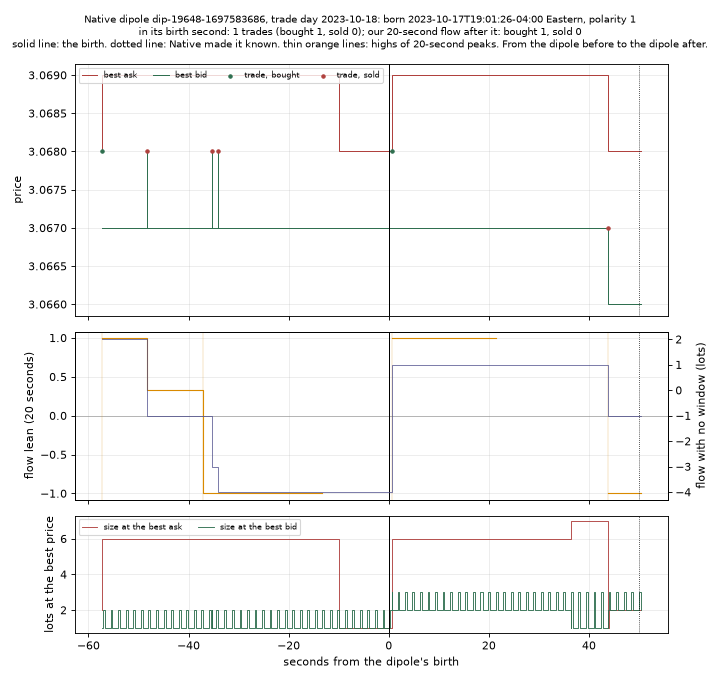 Native dipole dip-19648-1697583686, trade day 2023-10-18: born 2023-10-17T19:01:26-04:00 Eastern, polarity 1
in its birth second: 1 trades (bought 1, sold 0); our 20-second flow after it: bought 1, sold 0
solid line: the birth. dotted line: Native made it known. thin orange lines: highs of 20-second peaks. From the dipole before to the dipole after.
best ask best bid trade, bought trade, sold
3.0690
3.0685
3.0680
3.0675
3.0670
3.0665
3.0660
price
1.0
0.5
0.0
−0.5
−1.0
flow lean (20 seconds)
2
1
0
−1
−2
−3
−4
flow with no window (lots)
size at the best ask size at the best bid
6
4
2
lots at the best price
−60 −40 −20 0 20 40
seconds from the dipole's birth